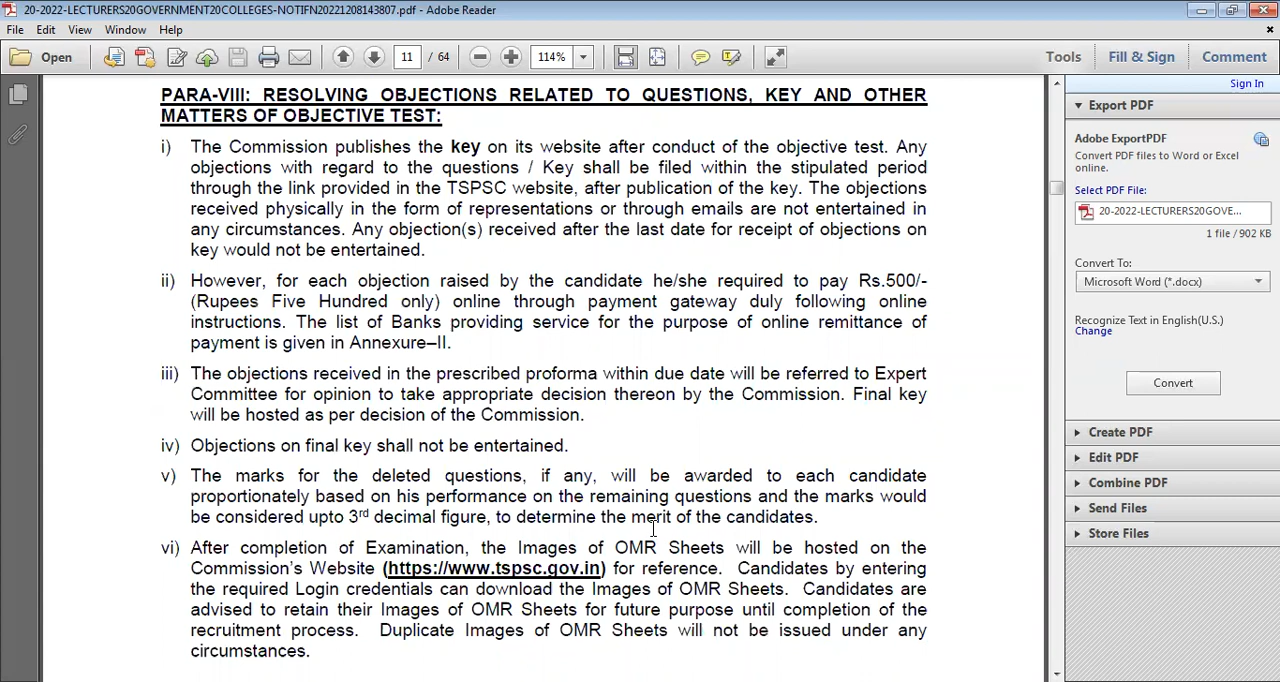 20-2022-LECTURERS20GOVERNMENT20COLLEGES-NOTIFN20221208143807.pdf - Adobe Reader
File Edit View Window Help
Open 11 / 64 114% Tools Fill & Sign Comment
Sign In
PARA-VIII: RESOLVING OBJECTIONS RELATED TO QUESTIONS, KEY AND OTHER
MATTERS OF OBJECTIVE TEST:
i) The Commission publishes the key on its website after conduct of the objective test. Any
objections with regard to the questions / Key shall be filed within the stipulated period
through the link provided in the TSPSC website, after publication of the key. The objections
received physically in the form of representations or through emails are not entertained in
any circumstances. Any objection(s) received after the last date for receipt of objections on
key would not be entertained.
ii) However, for each objection raised by the candidate he/she required to pay Rs.500/-
(Rupees Five Hundred only) online through payment gateway duly following online
instructions. The list of Banks providing service for the purpose of online remittance of
payment is given in Annexure–II.
iii) The objections received in the prescribed proforma within due date will be referred to Expert
Committee for opinion to take appropriate decision thereon by the Commission. Final key
will be hosted as per decision of the Commission.
iv) Objections on final key shall not be entertained.
v) The marks for the deleted questions, if any, will be awarded to each candidate
proportionately based on his performance on the remaining questions and the marks would
be considered upto 3rd decimal figure, to determine the merit of the candidates.
vi) After completion of Examination, the Images of OMR Sheets will be hosted on the
Commission's Website (https://www.tspsc.gov.in) for reference. Candidates by entering
the required Login credentials can download the Images of OMR Sheets. Candidates are
advised to retain their Images of OMR Sheets for future purpose until completion of the
recruitment process. Duplicate Images of OMR Sheets will not be issued under any
circumstances.
Export PDF
Adobe ExportPDF
Convert PDF files to Word or Excel
online.
Select PDF File:
20-2022-LECTURERS20GOVE...
1 file / 902 KB
Convert To:
Microsoft Word (*.docx)
Recognize Text in English(U.S.)
Change
Convert
Create PDF
Edit PDF
Combine PDF
Send Files
Store Files